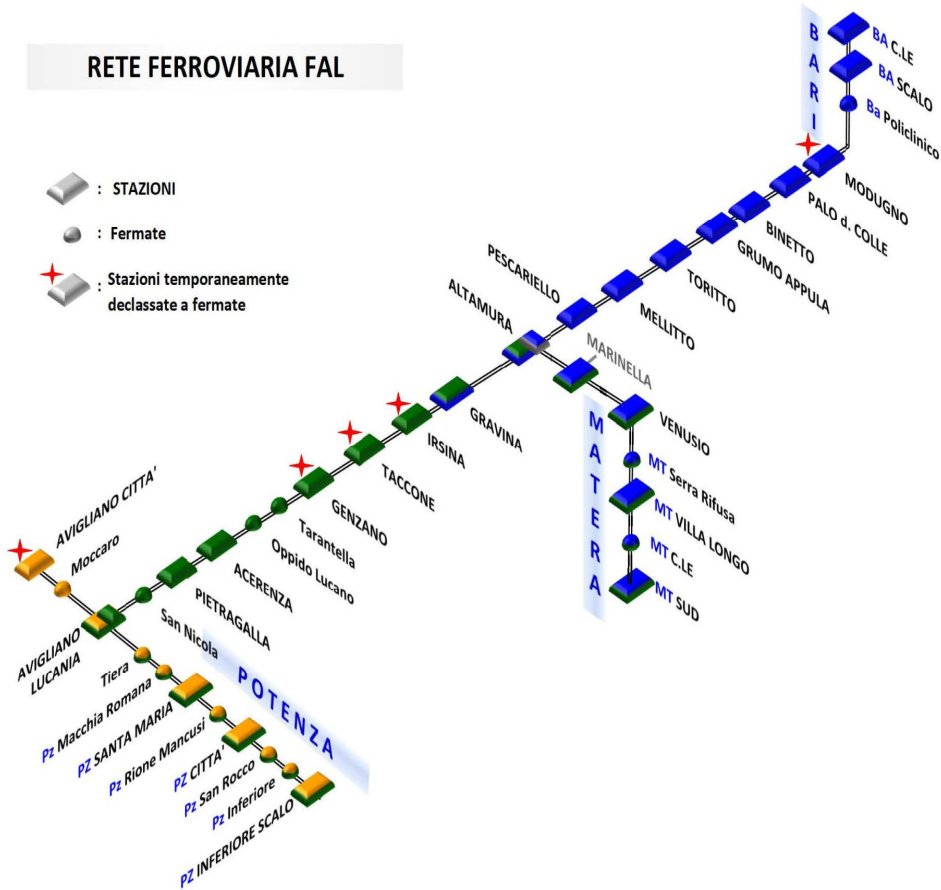 RETE FERROVIARIA FAL
: STAZIONI
: Fermate
: Stazioni temporaneamente
declassate a fermate
BARI
BA C.LE
BA SCALO
Ba Policlinico
MODUGNO
PALO d. COLLE
BINETTO
GRUMO APPULA
TORITTO
MELLITTO
PESCARIELLO
ALTAMURA
MARINELLA
MATERA
VENUSIO
MT Serra Rifusa
MT VILLA LONGO
MT C.LE
MT SUD
GRAVINA
IRSINA
TACCONE
GENZANO
Tarantella
Oppido Lucano
ACERENZA
PIETRAGALLA
San Nicola
AVIGLIANO CITTA'
Moccaro
AVIGLIANO
LUCANIA
POTENZA
Tiera
Pz Macchia Romana
PZ SANTA MARIA
Pz Rione Mancusi
PZ CITTA'
Pz San Rocco
Pz Inferiore
PZ INFERIORE SCALO